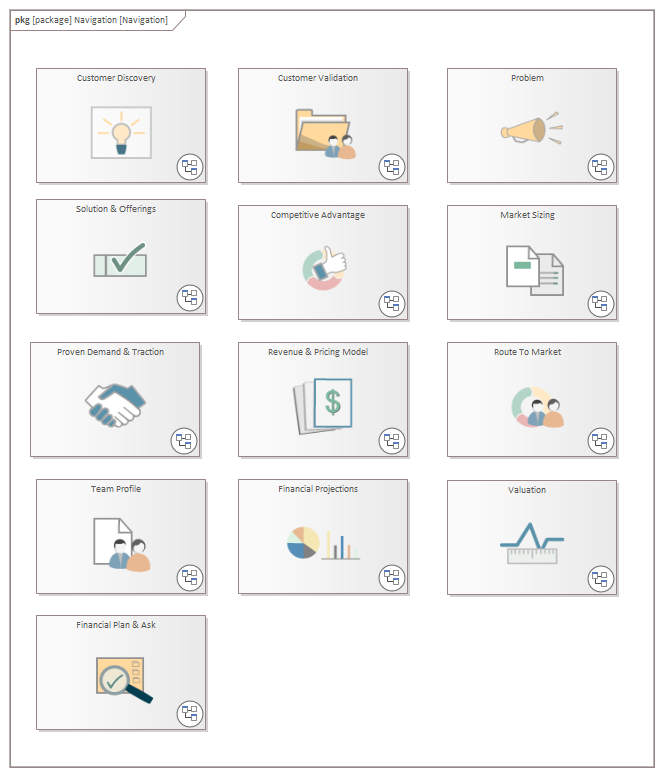 pkg [package] Navigation [Navigation]
Customer Discovery
Customer Validation
Problem
Solution & Offerings
Competitive Advantage
Market Sizing
Proven Demand & Traction
Revenue & Pricing Model
$
Route To Market
Team Profile
Financial Projections
Valuation
Financial Plan & Ask